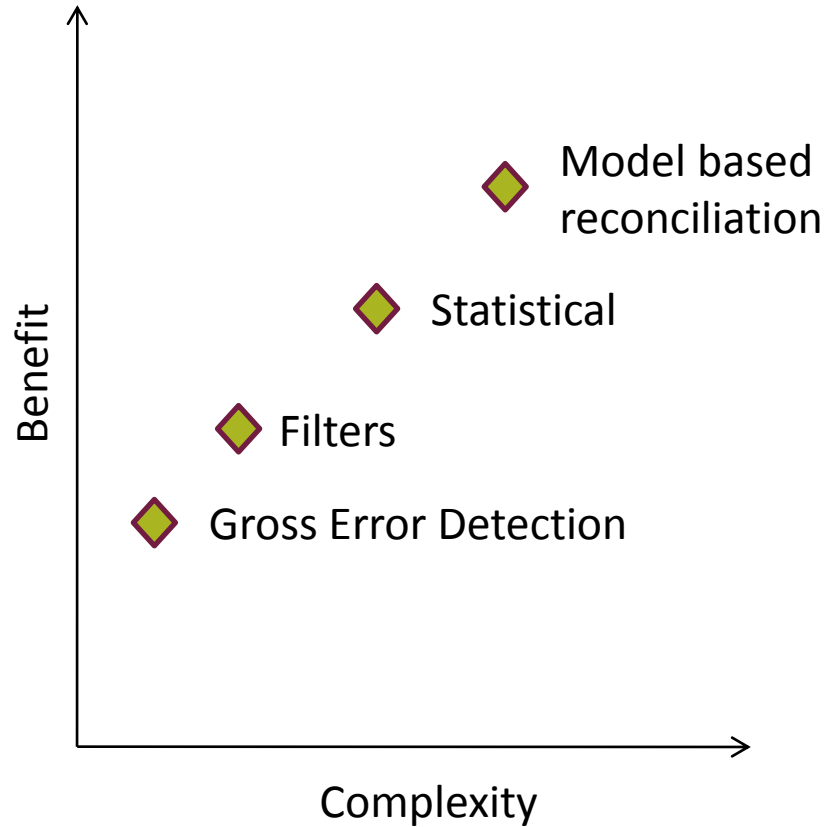 Model based
reconciliation
Statistical
Filters
Gross Error Detection
Benefit
Complexity